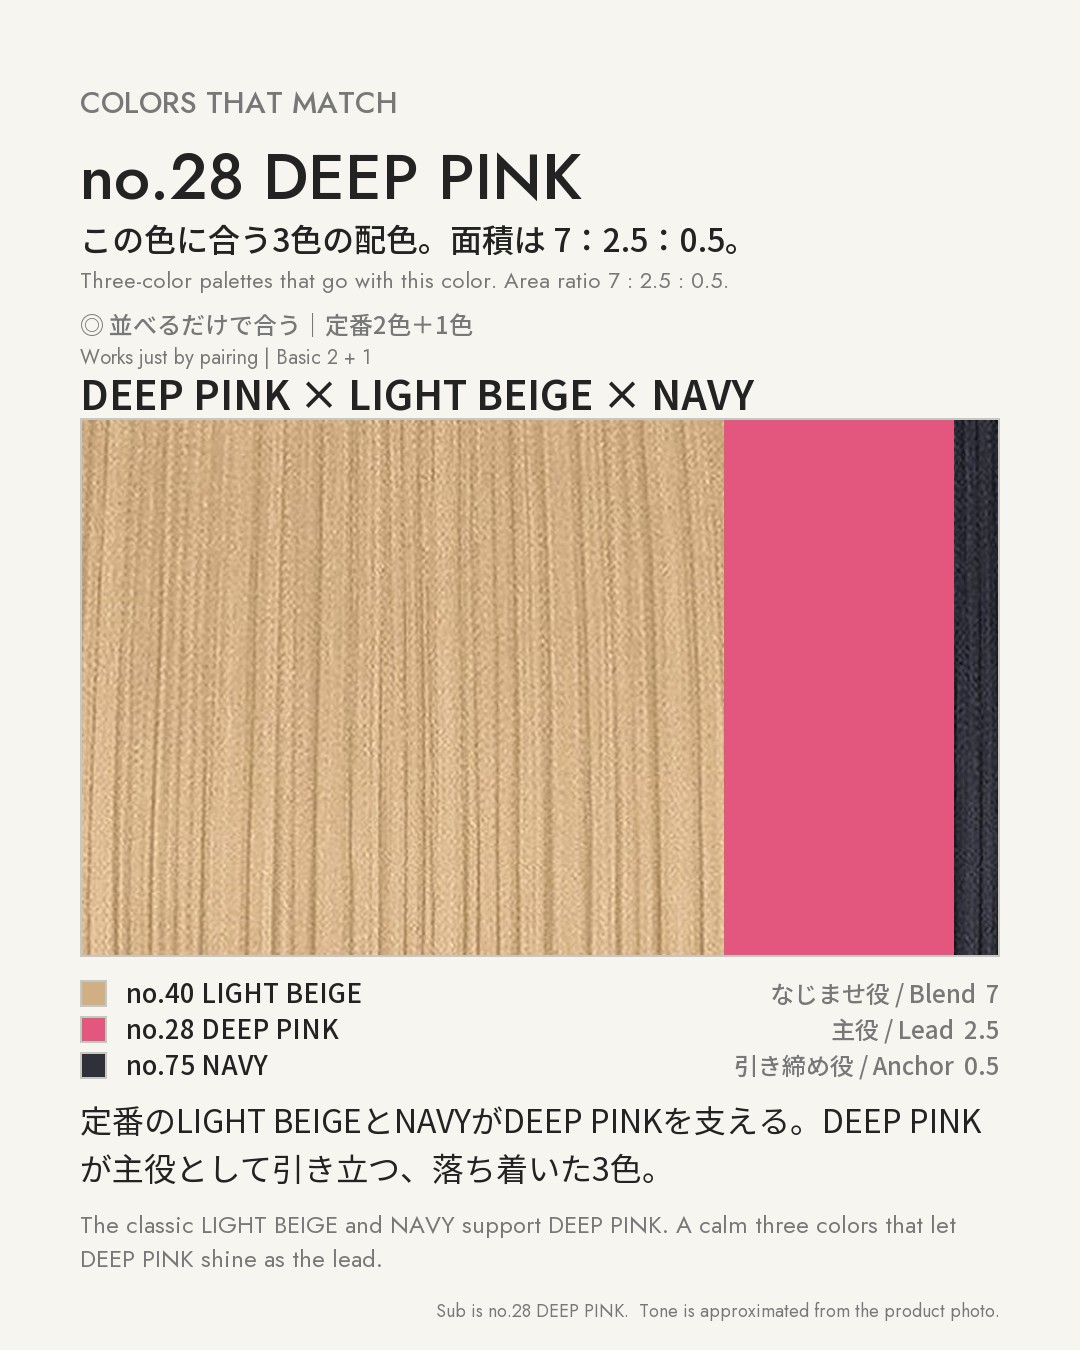 COLORS THAT MATCH
no.28 DEEP PINK
この色に合う3色の配色。面積は 7：2.5：0.5。
Three-color palettes that go with this color. Area ratio 7 : 2.5 : 0.5.
◎ 並べるだけで合う｜定番2色＋1色
Works just by pairing | Basic 2 + 1
DEEP PINK × LIGHT BEIGE × NAVY
no.40 LIGHT BEIGE なじませ役 / Blend 7
no.28 DEEP PINK 主役 / Lead 2.5
no.75 NAVY 引き締め役 / Anchor 0.5
定番のLIGHT BEIGEとNAVYがDEEP PINKを支える。DEEP PINK
が主役として引き立つ、落ち着いた3色。
The classic LIGHT BEIGE and NAVY support DEEP PINK. A calm three colors that let
DEEP PINK shine as the lead.
Sub is no.28 DEEP PINK. Tone is approximated from the product photo.